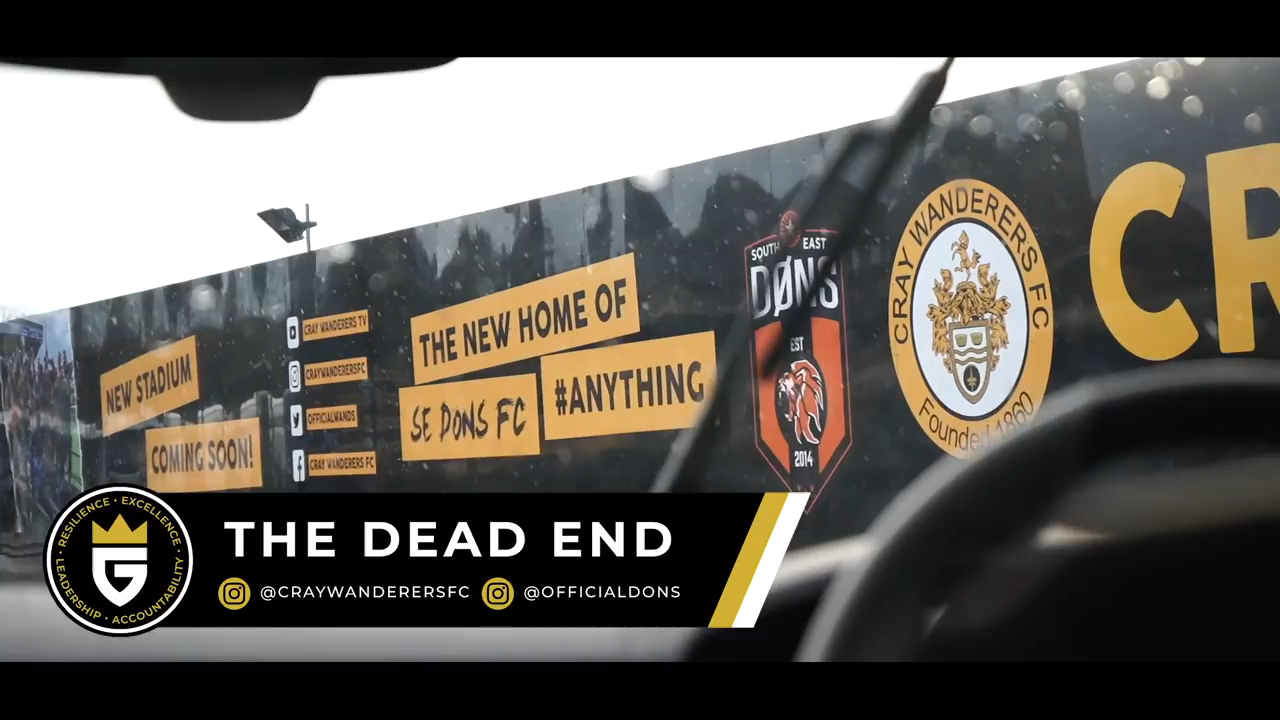 NEW STADIUM
COMING SOON!
CRAY WANDERERS TV
CRAYWANDERERSFC
OFFICIALWANDS
CRAY WANDERERS FC
THE NEW HOME OF
SE DONS FC
#ANYTHING
SOUTH EAST
DØNS
EST
2014
CRAY WANDERERS FC
Founded 1860
CR
RESILIENCE • EXCELLENCE • ACCOUNTABILITY • LEADERSHIP •
G
THE DEAD END
@CRAYWANDERERSFC @OFFICIALDONS